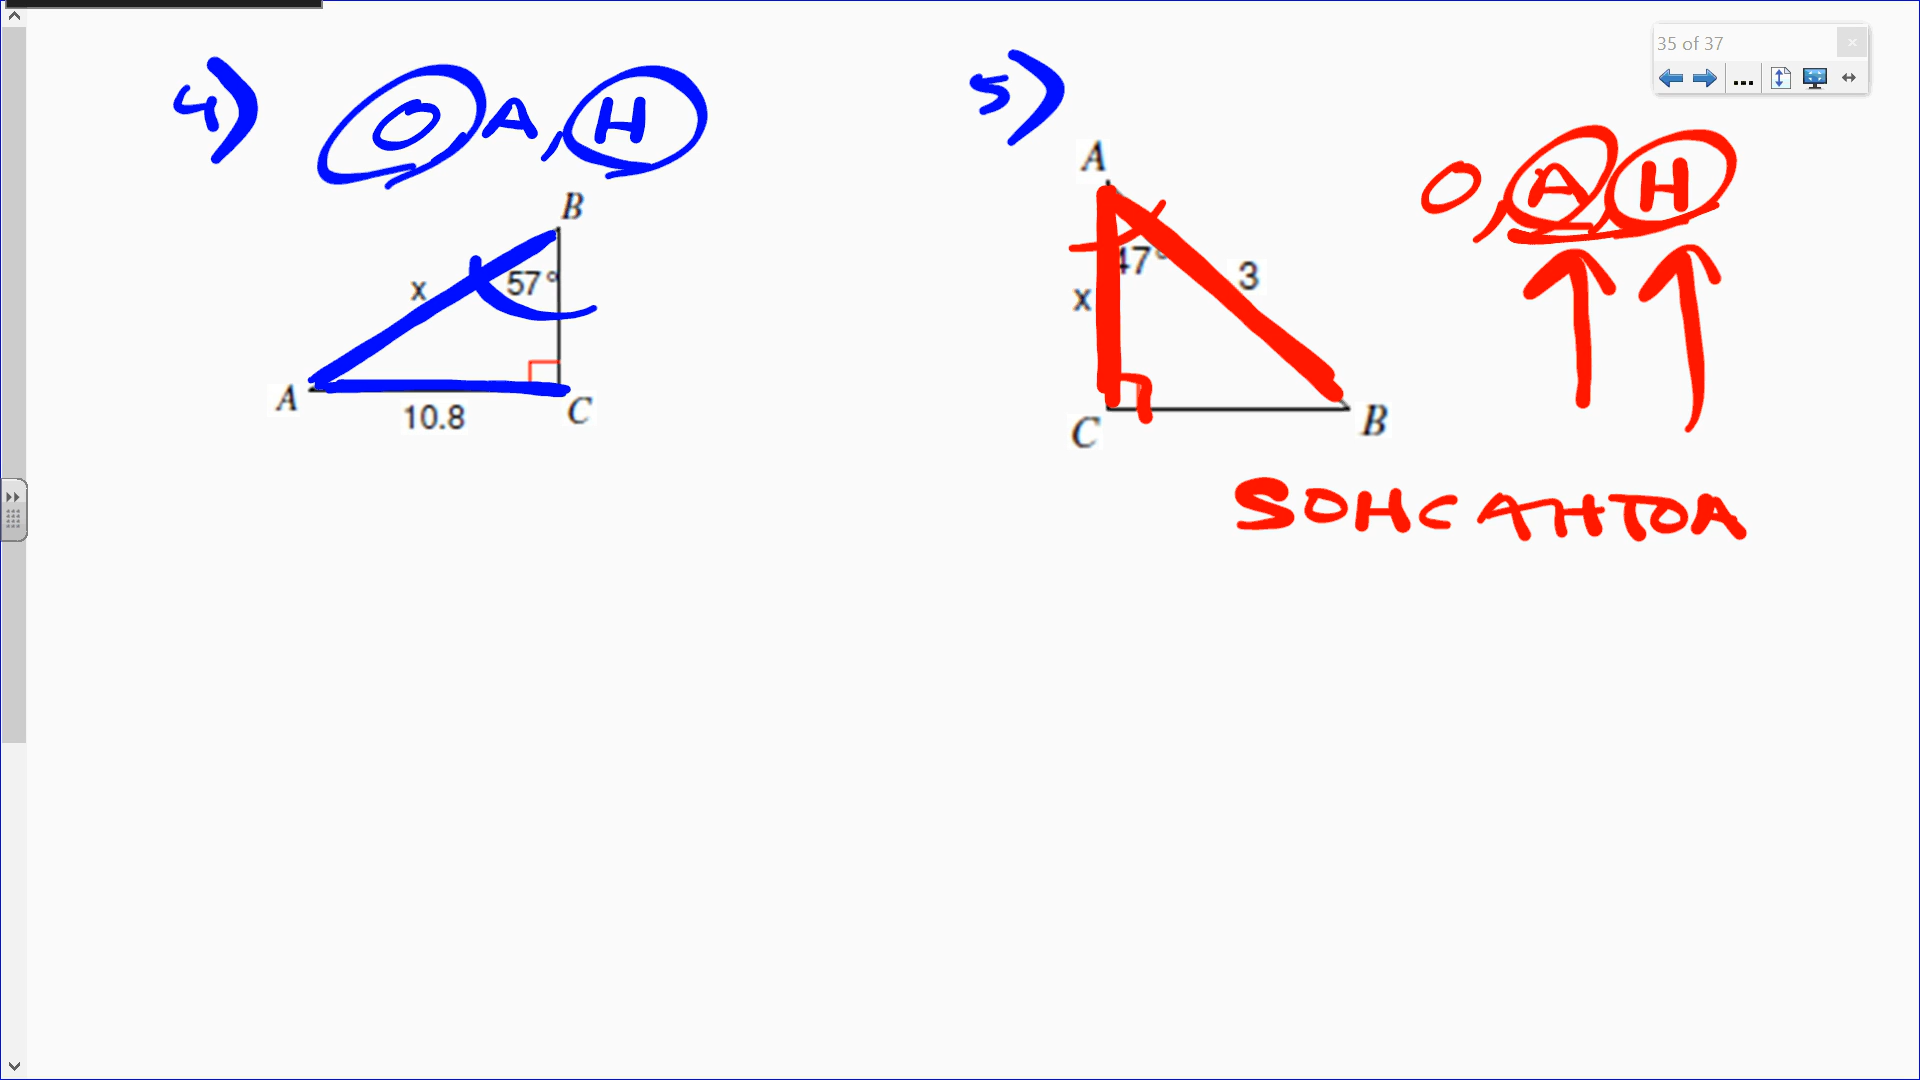 35 of 37
4) O A, H
B
x
57°
A
10.8
C
5)
A
O, A, H
47°
x
3
C
B
SOHCAHTOA